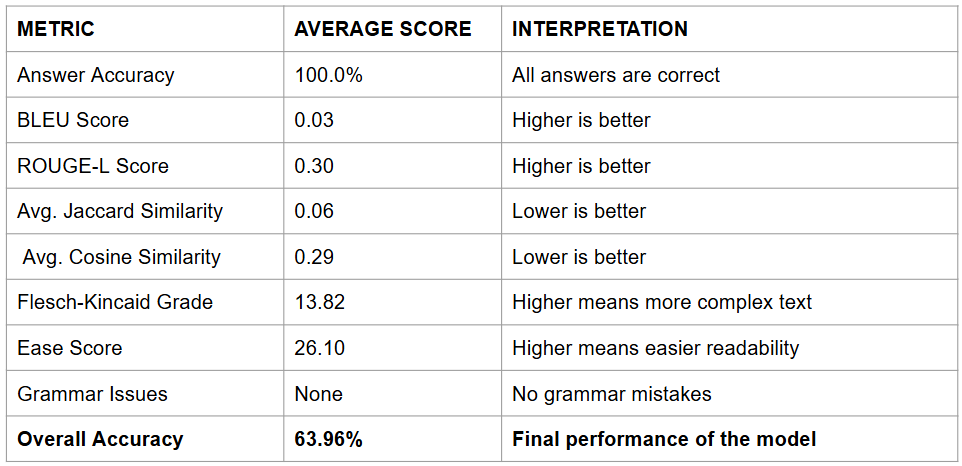 METRIC AVERAGE SCORE INTERPRETATION
Answer Accuracy 100.0% All answers are correct
BLEU Score 0.03 Higher is better
ROUGE-L Score 0.30 Higher is better
Avg. Jaccard Similarity 0.06 Lower is better
Avg. Cosine Similarity 0.29 Lower is better
Flesch-Kincaid Grade 13.82 Higher means more complex text
Ease Score 26.10 Higher means easier readability
Grammar Issues None No grammar mistakes
Overall Accuracy 63.96% Final performance of the model